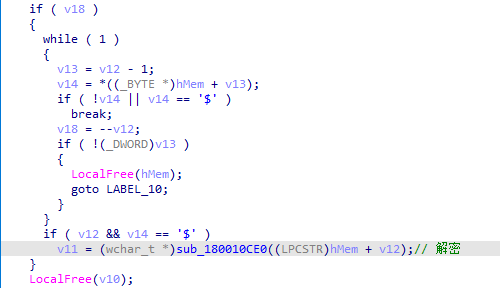 if ( v18 )
{
while ( 1 )
{
v13 = v12 - 1;
v14 = *((_BYTE *)hMem + v13);
if ( !v14 || v14 == '$' )
break;
v18 = --v12;
if ( !(_DWORD)v13 )
{
LocalFree(hMem);
goto LABEL_10;
}
}
if ( v12 && v14 == '$' )
v11 = (wchar_t *)sub_180010CE0((LPCSTR)hMem + v12);// 解密
}
LocalFree(v10);